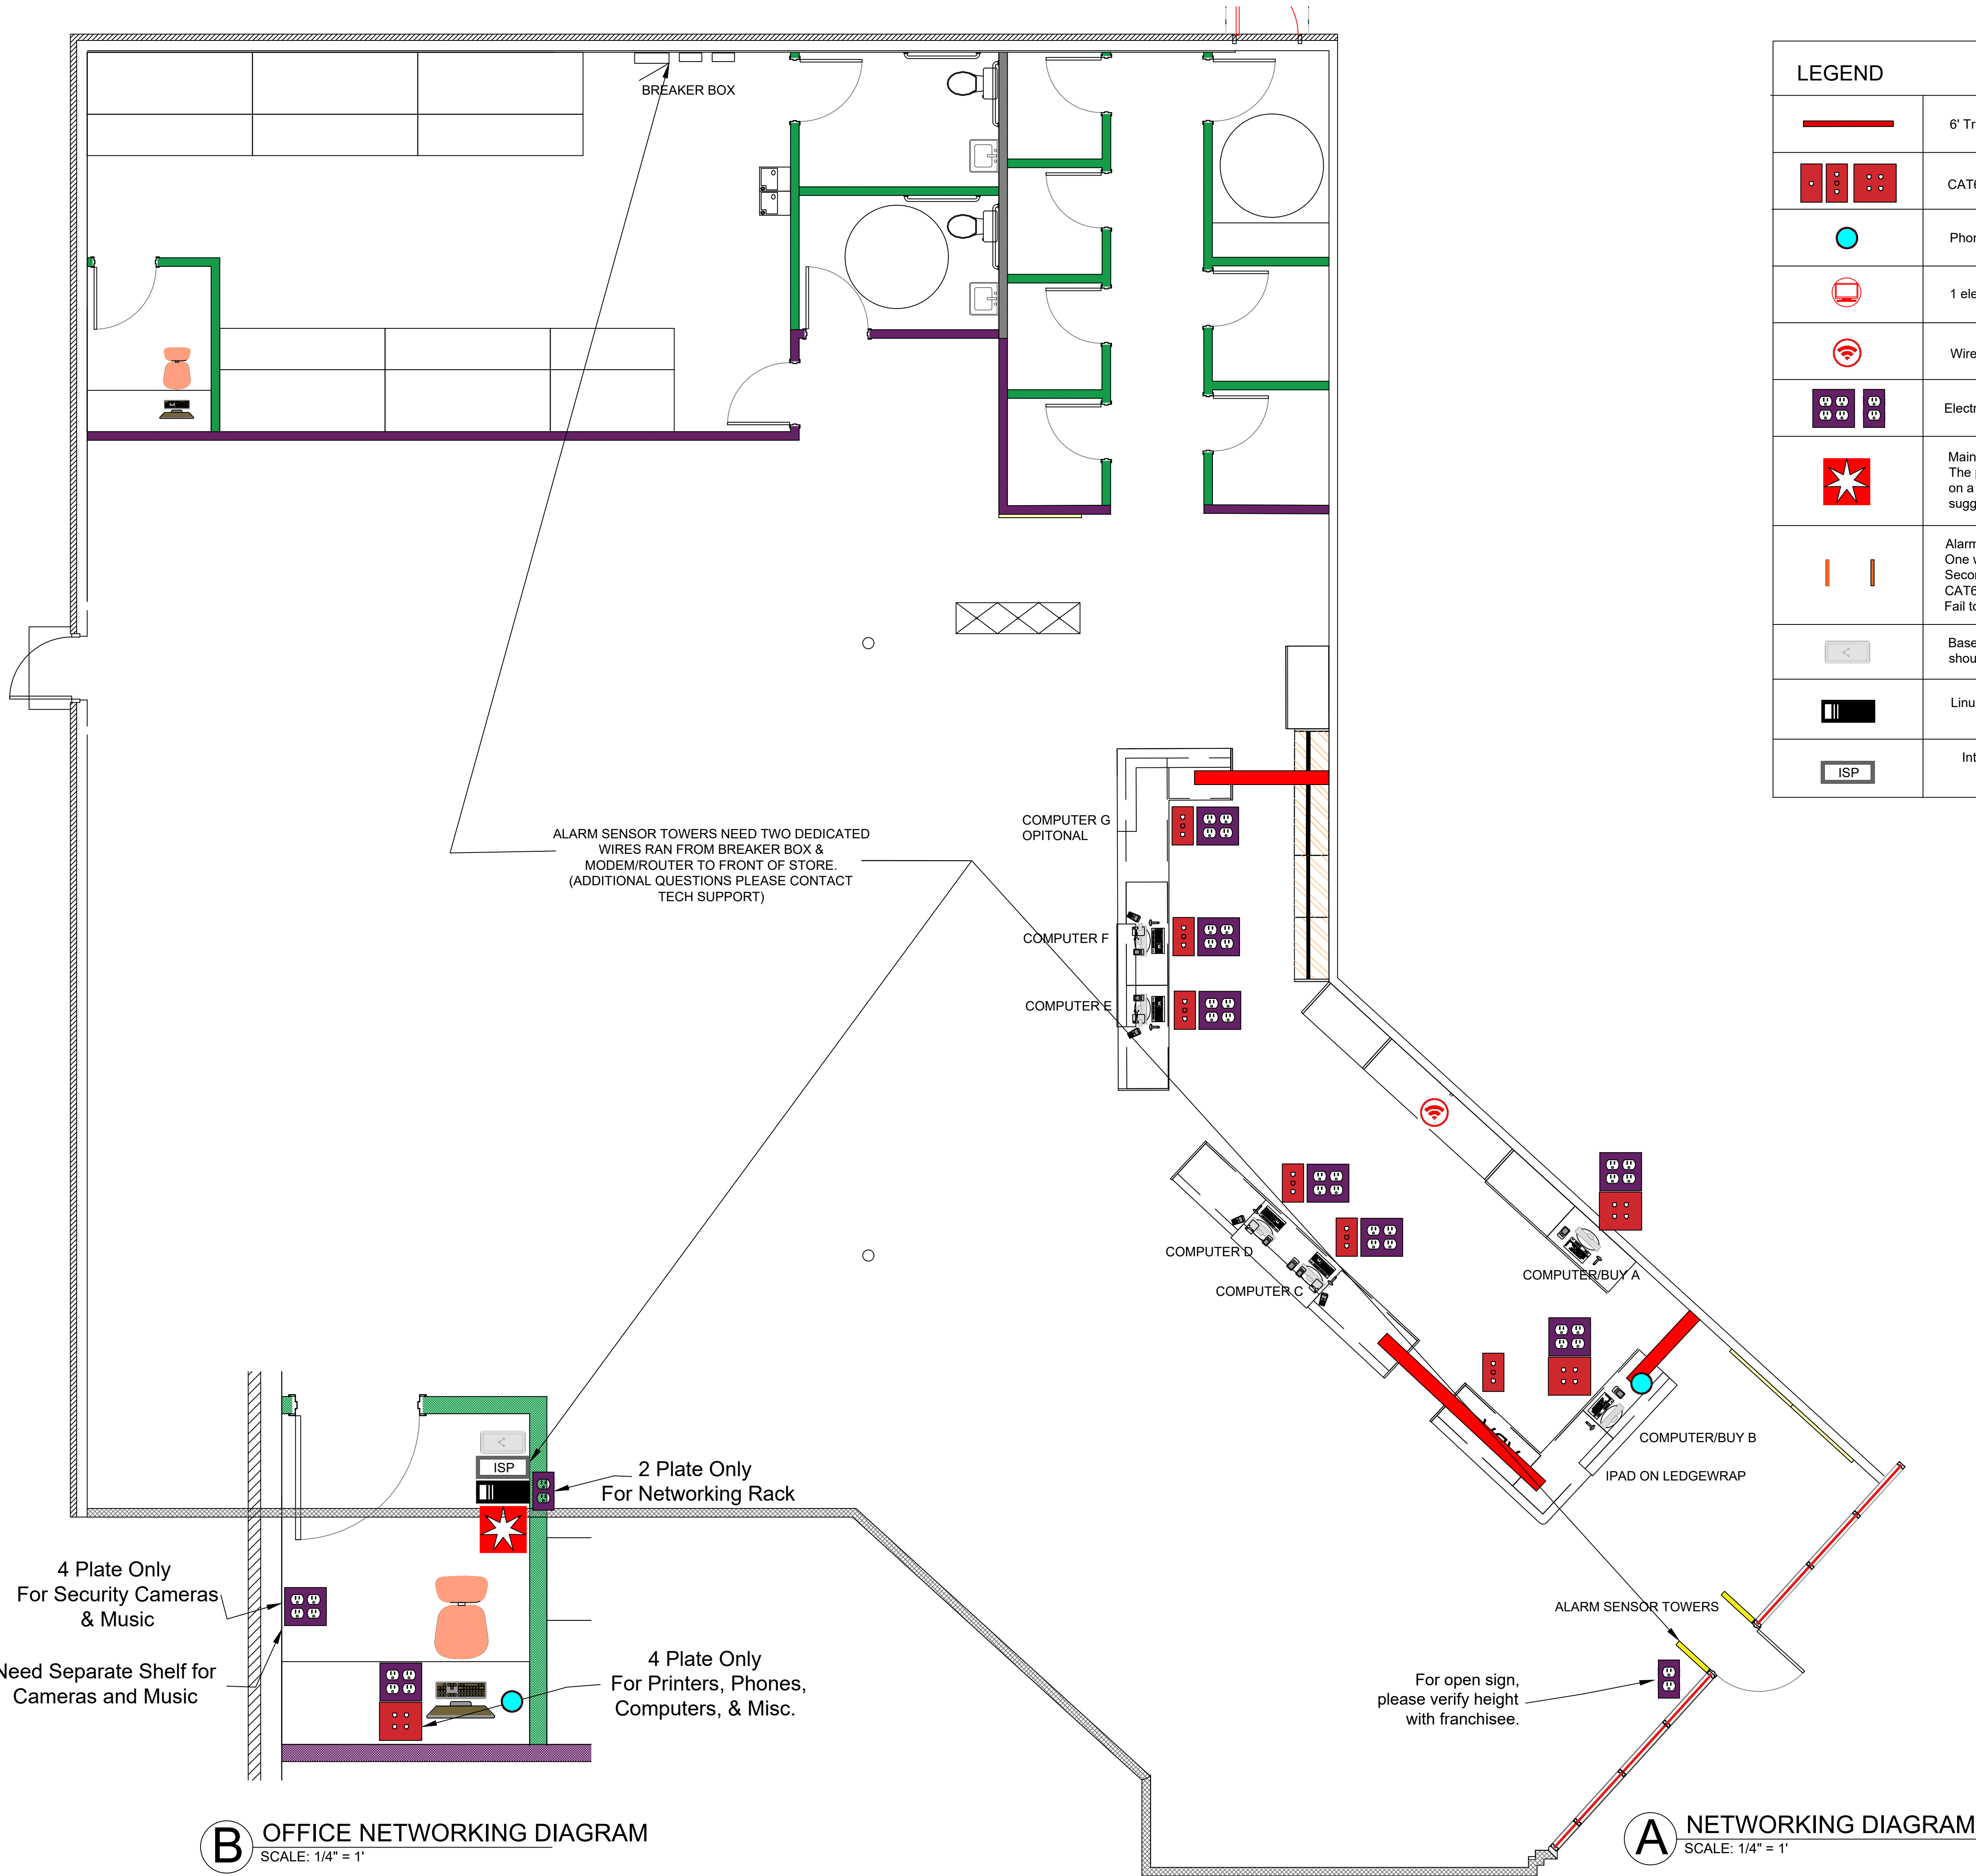 BREAKER BOX
LEGEND
6' Tr
CAT6
Phon
1 ele
Wire
Electr
Main
The p
on a
sugg
Alarm
One w
Secon
CAT6
Fail to
Base
shou
Linu
ISP
Int
ALARM SENSOR TOWERS NEED TWO DEDICATED
WIRES RAN FROM BREAKER BOX &
MODEM/ROUTER TO FRONT OF STORE.
(ADDITIONAL QUESTIONS PLEASE CONTACT
TECH SUPPORT)
COMPUTER G
OPITONAL
COMPUTER F
COMPUTER E
COMPUTER D
COMPUTER C
COMPUTER/BUY A
COMPUTER/BUY B
IPAD ON LEDGEWRAP
ALARM SENSOR TOWERS
For open sign,
please verify height
with franchisee.
ISP
2 Plate Only
For Networking Rack
4 Plate Only
For Security Cameras
& Music
Need Separate Shelf for
Cameras and Music
4 Plate Only
For Printers, Phones,
Computers, & Misc.
B OFFICE NETWORKING DIAGRAM
SCALE: 1/4" = 1'
A NETWORKING DIAGRAM
SCALE: 1/4" = 1'